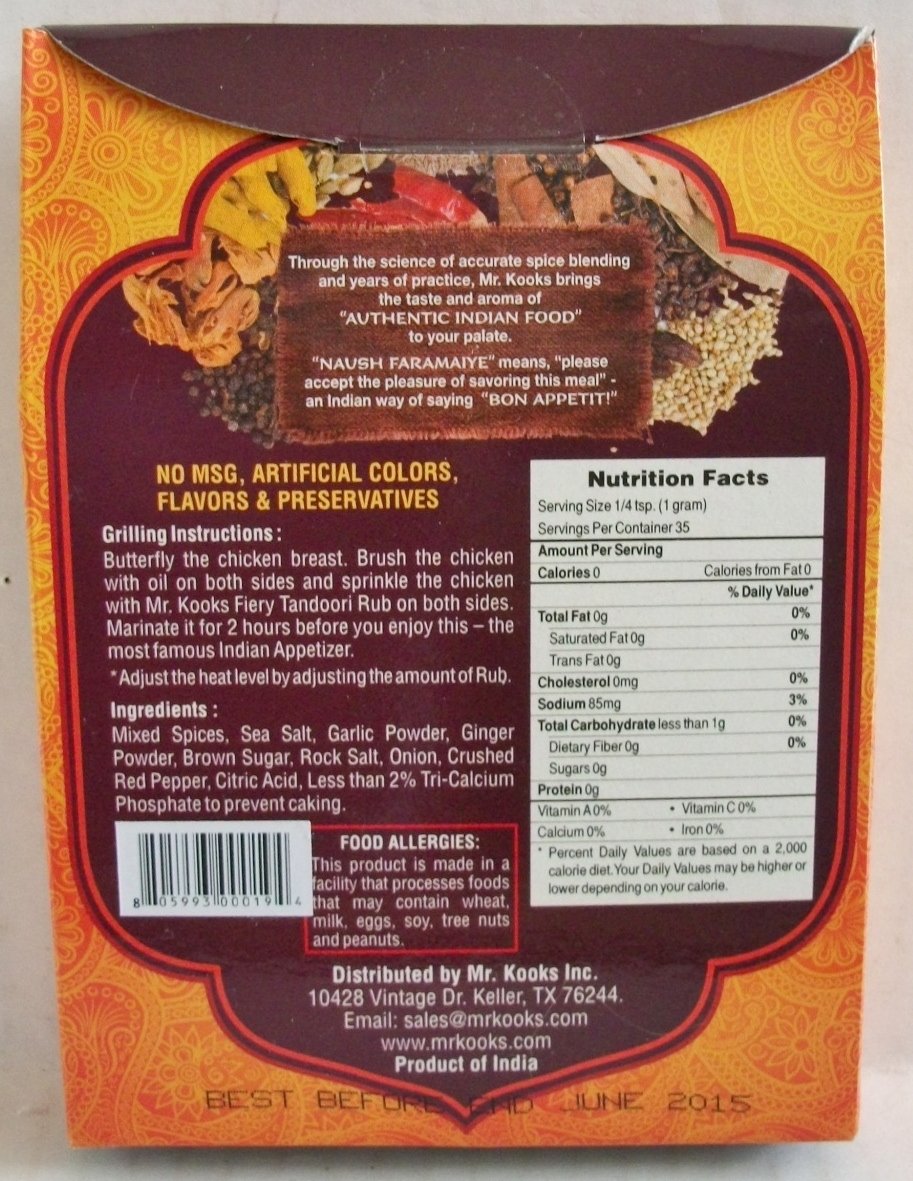 Through the science of accurate spice blending
and years of practice, Mr. Kooks brings
the taste and aroma of
"AUTHENTIC INDIAN FOOD"
to your palate.
"NAUSH FARAMAIYE" means, "please
accept the pleasure of savoring this meal" -
an Indian way of saying "BON APPETIT!"
NO MSG, ARTIFICIAL COLORS,
FLAVORS & PRESERVATIVES
Grilling Instructions :
Butterfly the chicken breast. Brush the chicken
with oil on both sides and sprinkle the chicken
with Mr. Kooks Fiery Tandoori Rub on both sides.
Marinate it for 2 hours before you enjoy this – the
most famous Indian Appetizer.
*Adjust the heat level by adjusting the amount of Rub.
Ingredients :
Mixed Spices, Sea Salt, Garlic Powder, Ginger
Powder, Brown Sugar, Rock Salt, Onion, Crushed
Red Pepper, Citric Acid, Less than 2% Tri-Calcium
Phosphate to prevent caking.
8 05993 00019 4
FOOD ALLERGIES:
This product is made in a
facility that processes foods
that may contain wheat,
milk, eggs, soy, tree nuts
and peanuts.
Nutrition Facts
Serving Size 1/4 tsp. (1 gram)
Servings Per Container 35
Amount Per Serving
Calories 0 Calories from Fat 0
% Daily Value*
Total Fat 0g 0%
Saturated Fat 0g 0%
Trans Fat 0g
Cholesterol 0mg 0%
Sodium 85mg 3%
Total Carbohydrate less than 1g 0%
Dietary Fiber 0g 0%
Sugars 0g
Protein 0g
Vitamin A 0% • Vitamin C 0%
Calcium 0% • Iron 0%
* Percent Daily Values are based on a 2,000
calorie diet. Your Daily Values may be higher or
lower depending on your calorie.
Distributed by Mr. Kooks Inc.
10428 Vintage Dr. Keller, TX 76244.
Email: sales@mrkooks.com
www.mrkooks.com
Product of India
BEST BEFORE END JUNE 2015